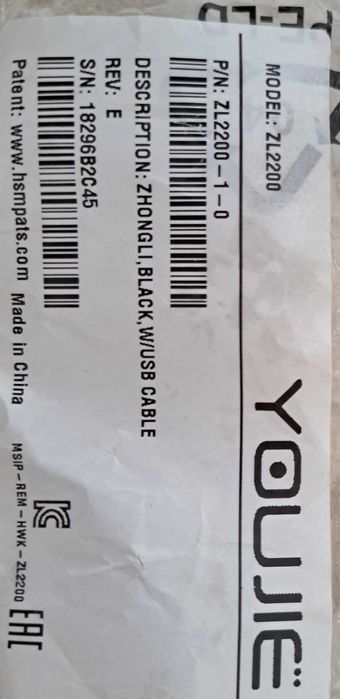 MODEL: ZL2200
YOUJIË
P/N: ZL2200-1-0
DESCRIPTION: ZHONGLI,BLACK,W/USB CABLE
REV: E
S/N: 18296B2C45
Patent: www.hsmpats.com Made in China
MSIP-REM-HWK-ZL2200
EAC